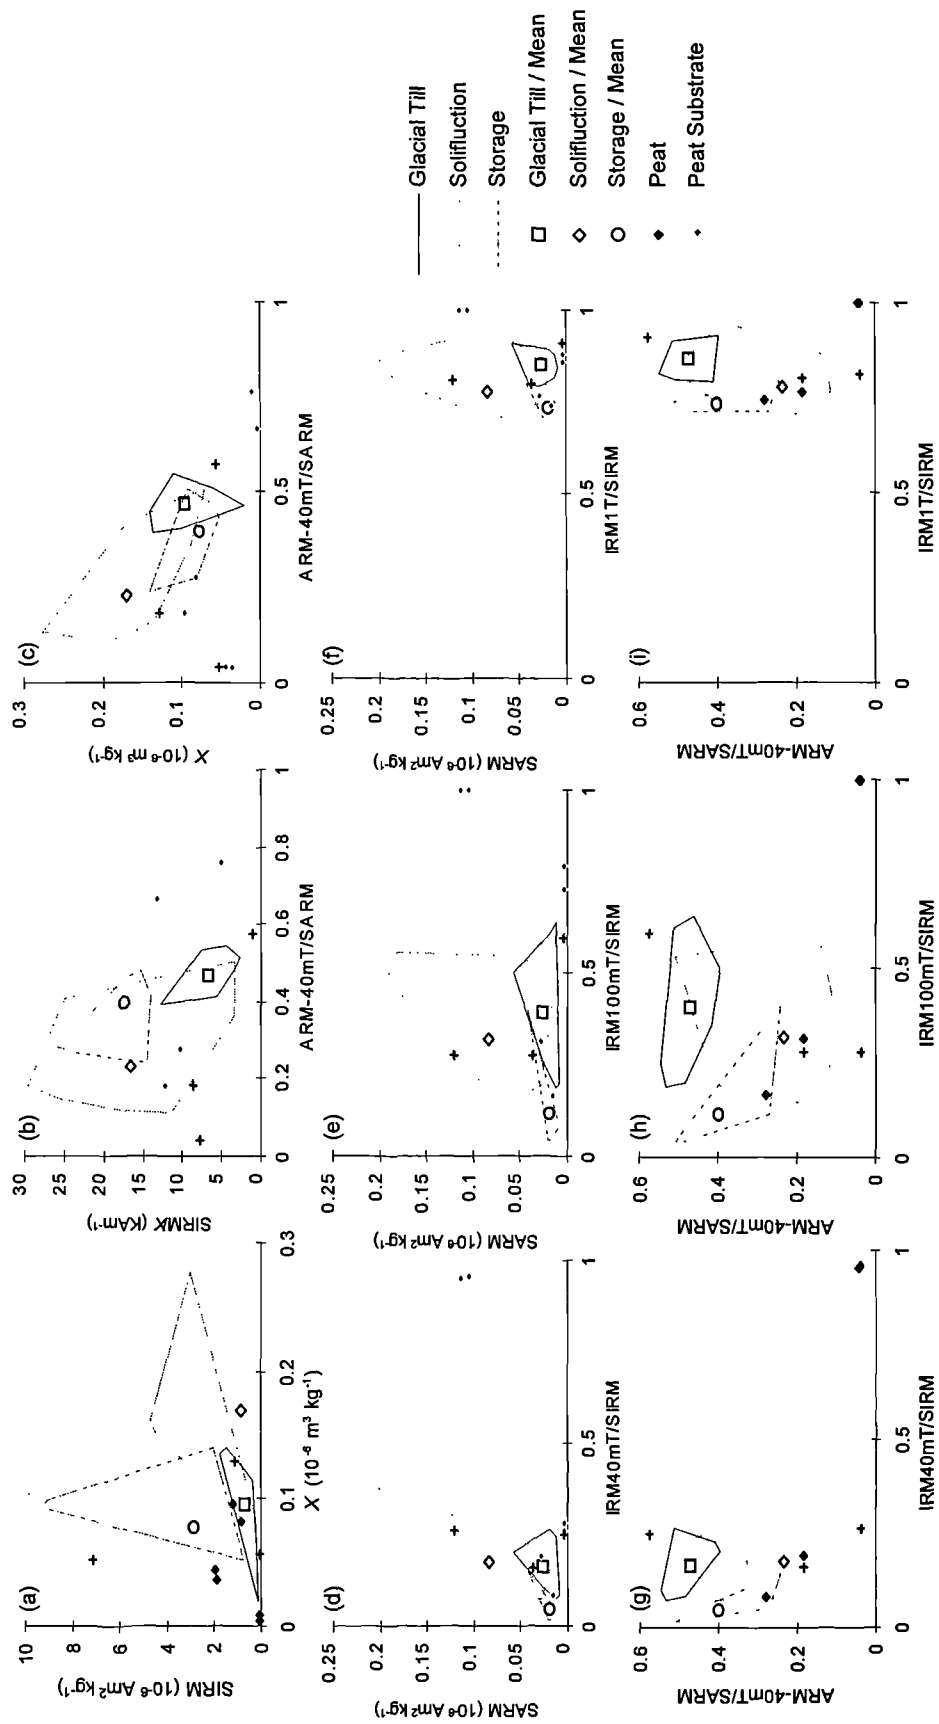 (a)
SIRM (10-6 Am2 kg-1)
10
8
6
4
2
0
0
0.1
0.2
0.3
X (10-6 m3 kg-1)
(b)
SIRMX (KAm-1)
30
25
20
15
10
5
0
0
0.2
0.4
0.6
0.8
1
ARM-40mT/SARM
(c)
X (10-6 m3 kg-1)
0.3
0.2
0.1
0
0
0.5
1
ARM-40mT/SARM
(d)
SARM (10-6 Am2 kg-1)
0.25
0.2
0.15
0.1
0.05
0
0
0.5
1
IRM40mT/SIRM
(e)
SARM (10-6 Am2 kg-1)
0.25
0.2
0.15
0.1
0.05
0
0
0.5
1
IRM100mT/SIRM
(f)
SARM (10-6 Am2 kg-1)
0.25
0.2
0.15
0.1
0.05
0
0
0.5
1
IRM1T/SIRM
(g)
ARM-40mT/SARM
0.6
0.4
0.2
0
0
0.5
1
IRM40mT/SIRM
(h)
ARM-40mT/SARM
0.6
0.4
0.2
0
0
0.5
1
IRM100mT/SIRM
(i)
ARM-40mT/SARM
0.6
0.4
0.2
0
0
0.5
1
IRM1T/SIRM
Glacial Till
Solifluction
Storage
Glacial Till / Mean
Solifluction / Mean
Storage / Mean
Peat
Peat Substrate